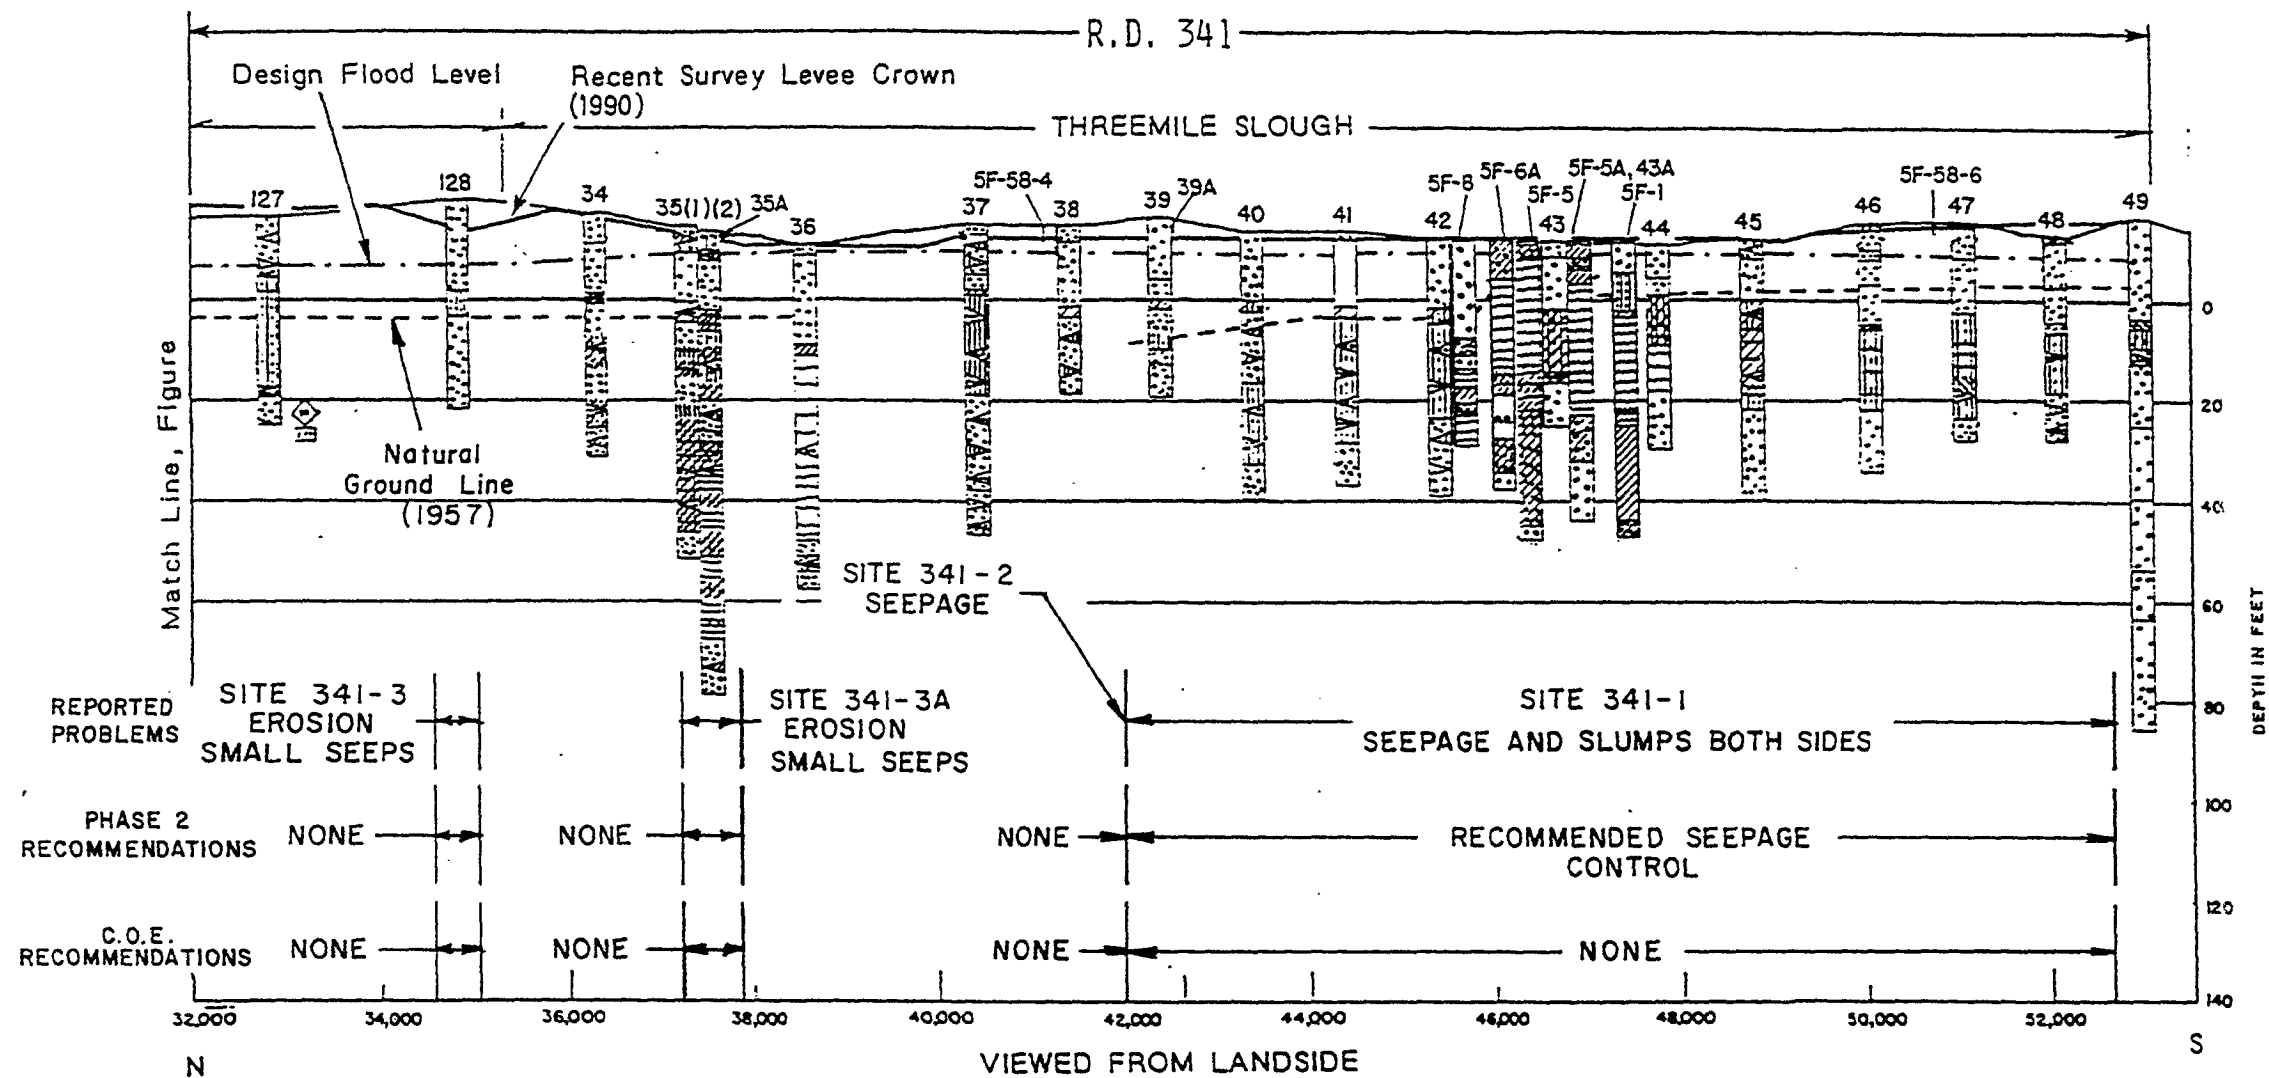 R.D. 341
Design Flood Level
Recent Survey Levee Crown
(1990)
THREEMILE SLOUGH
127
128
34
35(1)(2)
35A
36
37
5F-58-4
38
39
39A
40
41
42
5F-8
5F-6A
5F-5
43
5F-5A, 43A
5F-1
44
45
46
5F-58-6
47
48
49
Match Line, Figure
Natural
Ground Line
(1957)
0
20
40
60
80
100
120
140
DEPTH IN FEET
SITE 341-2
SEEPAGE
REPORTED
PROBLEMS
SITE 341-3
EROSION
SMALL SEEPS
SITE 341-3A
EROSION
SMALL SEEPS
SITE 341-1
SEEPAGE AND SLUMPS BOTH SIDES
PHASE 2
RECOMMENDATIONS
NONE
NONE
NONE
RECOMMENDED SEEPAGE
CONTROL
C.O.E.
RECOMMENDATIONS
NONE
NONE
NONE
NONE
32,000
34,000
36,000
38,000
40,000
42,000
44,000
46,000
48,000
50,000
52,000
N
VIEWED FROM LANDSIDE
S